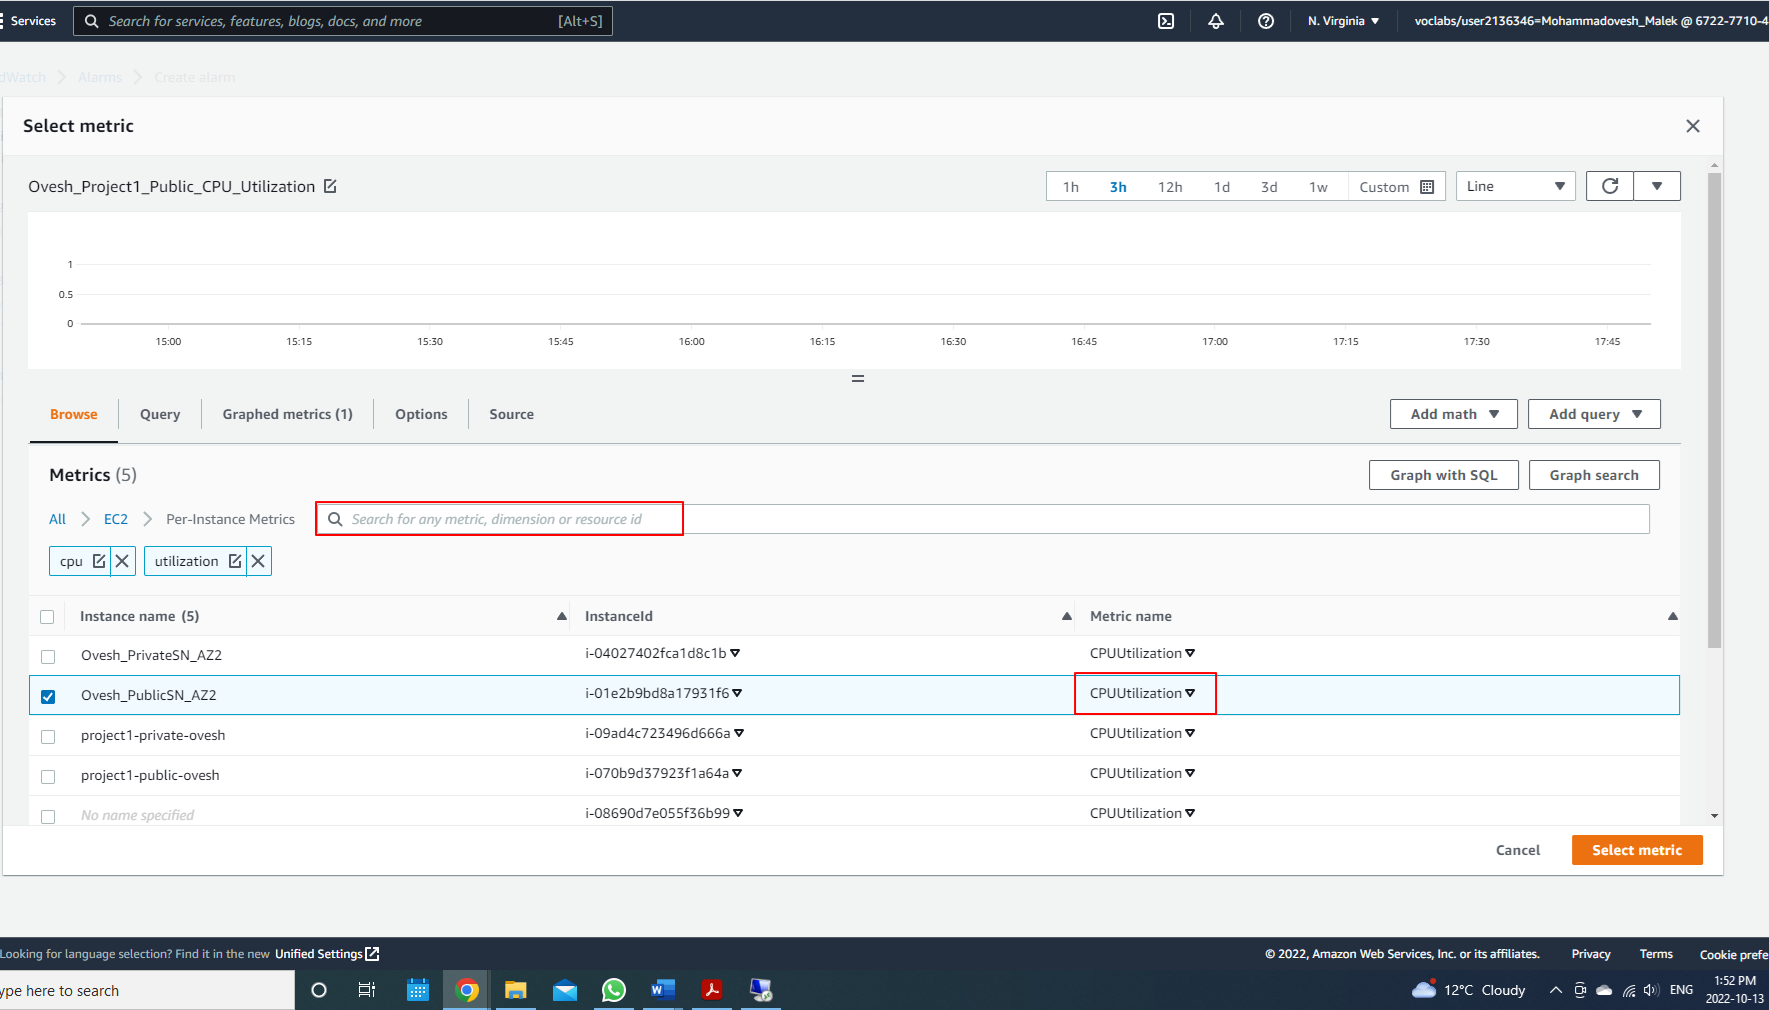 Services
Search for services, features, blogs, docs, and more [Alt+S]
N. Virginia
voclabs/user2136346=Mohammadovesh_Malek @ 6722-7710-4
dWatch Alarms Create alarm
Select metric
Ovesh_Project1_Public_CPU_Utilization
1h 3h 12h 1d 3d 1w Custom
Line
1
0.5
0
15:00 15:15 15:30 15:45 16:00 16:15 16:30 16:45 17:00 17:15 17:30 17:45
Browse Query Graphed metrics (1) Options Source
Add math Add query
Metrics (5)
Graph with SQL Graph search
All EC2 Per-Instance Metrics
Search for any metric, dimension or resource id
cpu utilization
Instance name (5) InstanceId Metric name
Ovesh_PrivateSN_AZ2 i-04027402fca1d8c1b CPUUtilization
Ovesh_PublicSN_AZ2 i-01e2b9bd8a17931f6 CPUUtilization
project1-private-ovesh i-09ad4c723496d666a CPUUtilization
project1-public-ovesh i-070b9d37923f1a64a CPUUtilization
No name specified i-08690d7e055f36b99 CPUUtilization
Cancel Select metric
Looking for language selection? Find it in the new Unified Settings
© 2022, Amazon Web Services, Inc. or its affiliates. Privacy Terms Cookie prefe
ype here to search
12°C Cloudy
ENG
1:52 PM
2022-10-13